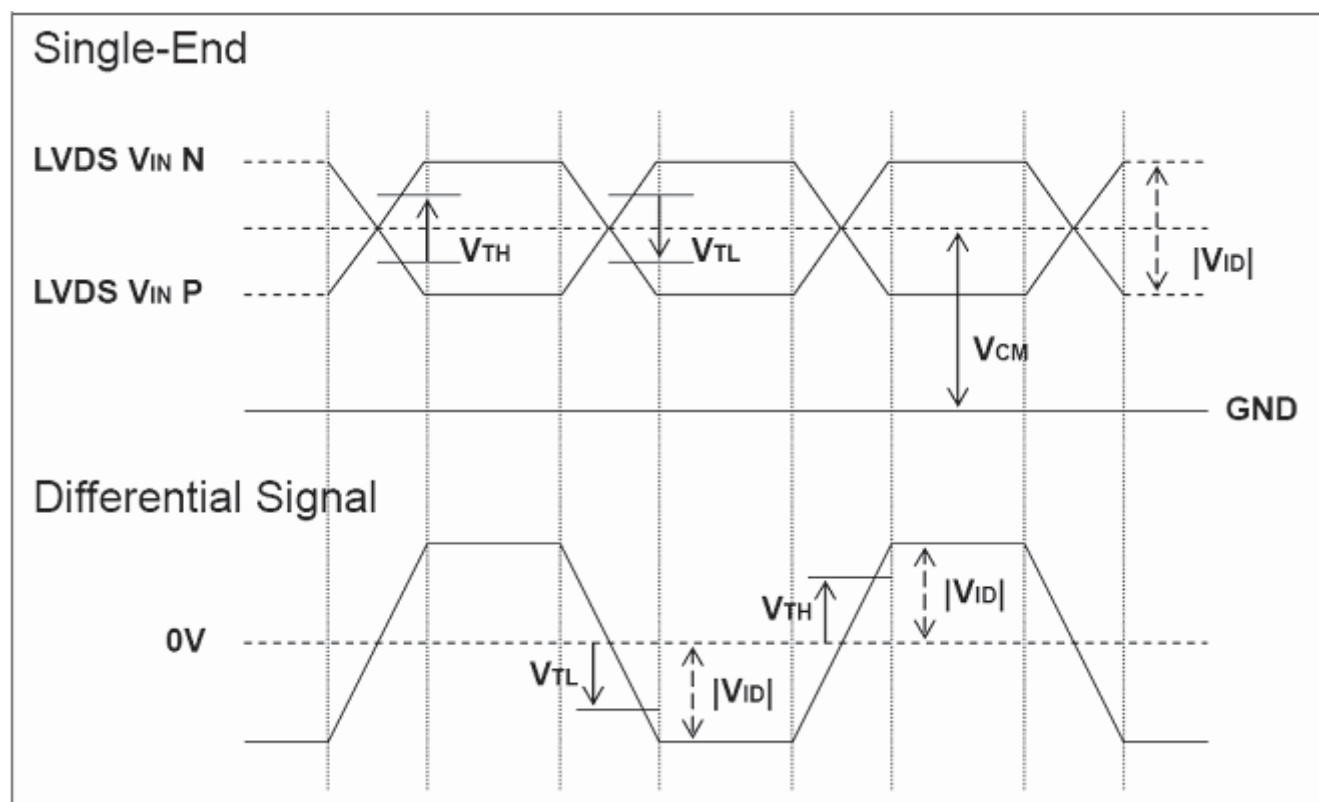 Single-End
LVDS VIN N
VTH
VTL
|VID|
LVDS VIN P
VCM
GND
Differential Signal
VTH
|VID|
0V
VTL
|VID|